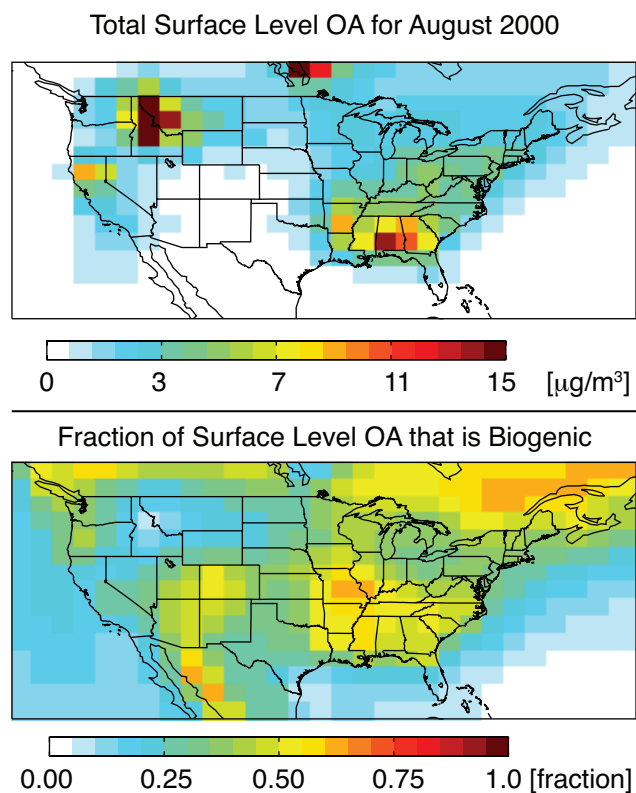 Total Surface Level OA for August 2000
0 3 7 11 15 [μg/m³]
Fraction of Surface Level OA that is Biogenic
0.00 0.25 0.50 0.75 1.0 [fraction]